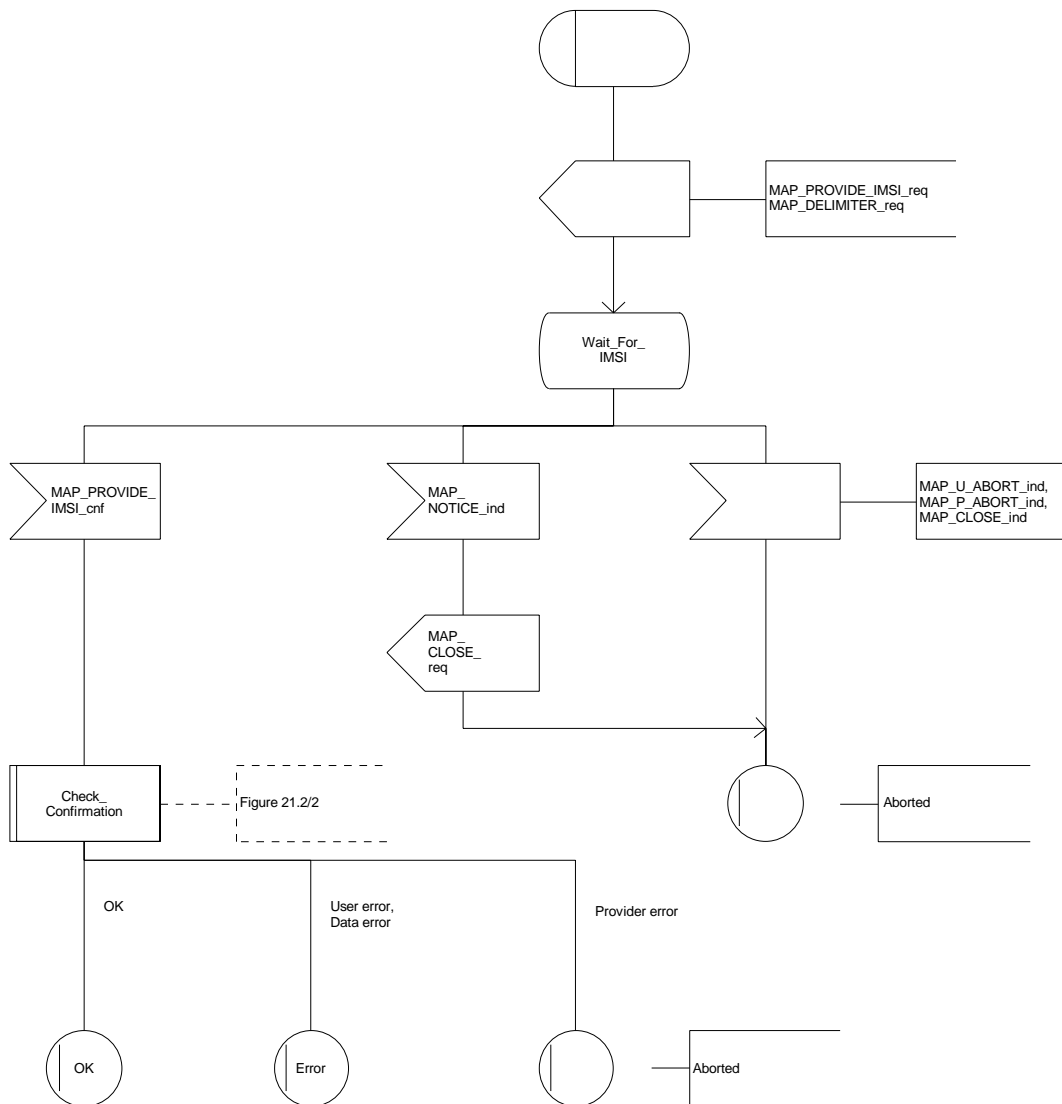 MAP_PROVIDE_IMSI_req
MAP_DELIMITER_req
Wait_For_
IMSI
MAP_PROVIDE_
IMSI_cnf
MAP_
NOTICE_ind
MAP_U_ABORT_ind,
MAP_P_ABORT_ind,
MAP_CLOSE_ind
MAP_
CLOSE_
req
Check_
Confirmation
Figure 21.2/2
Aborted
OK
User error,
Data error
Provider error
OK
Error
Aborted